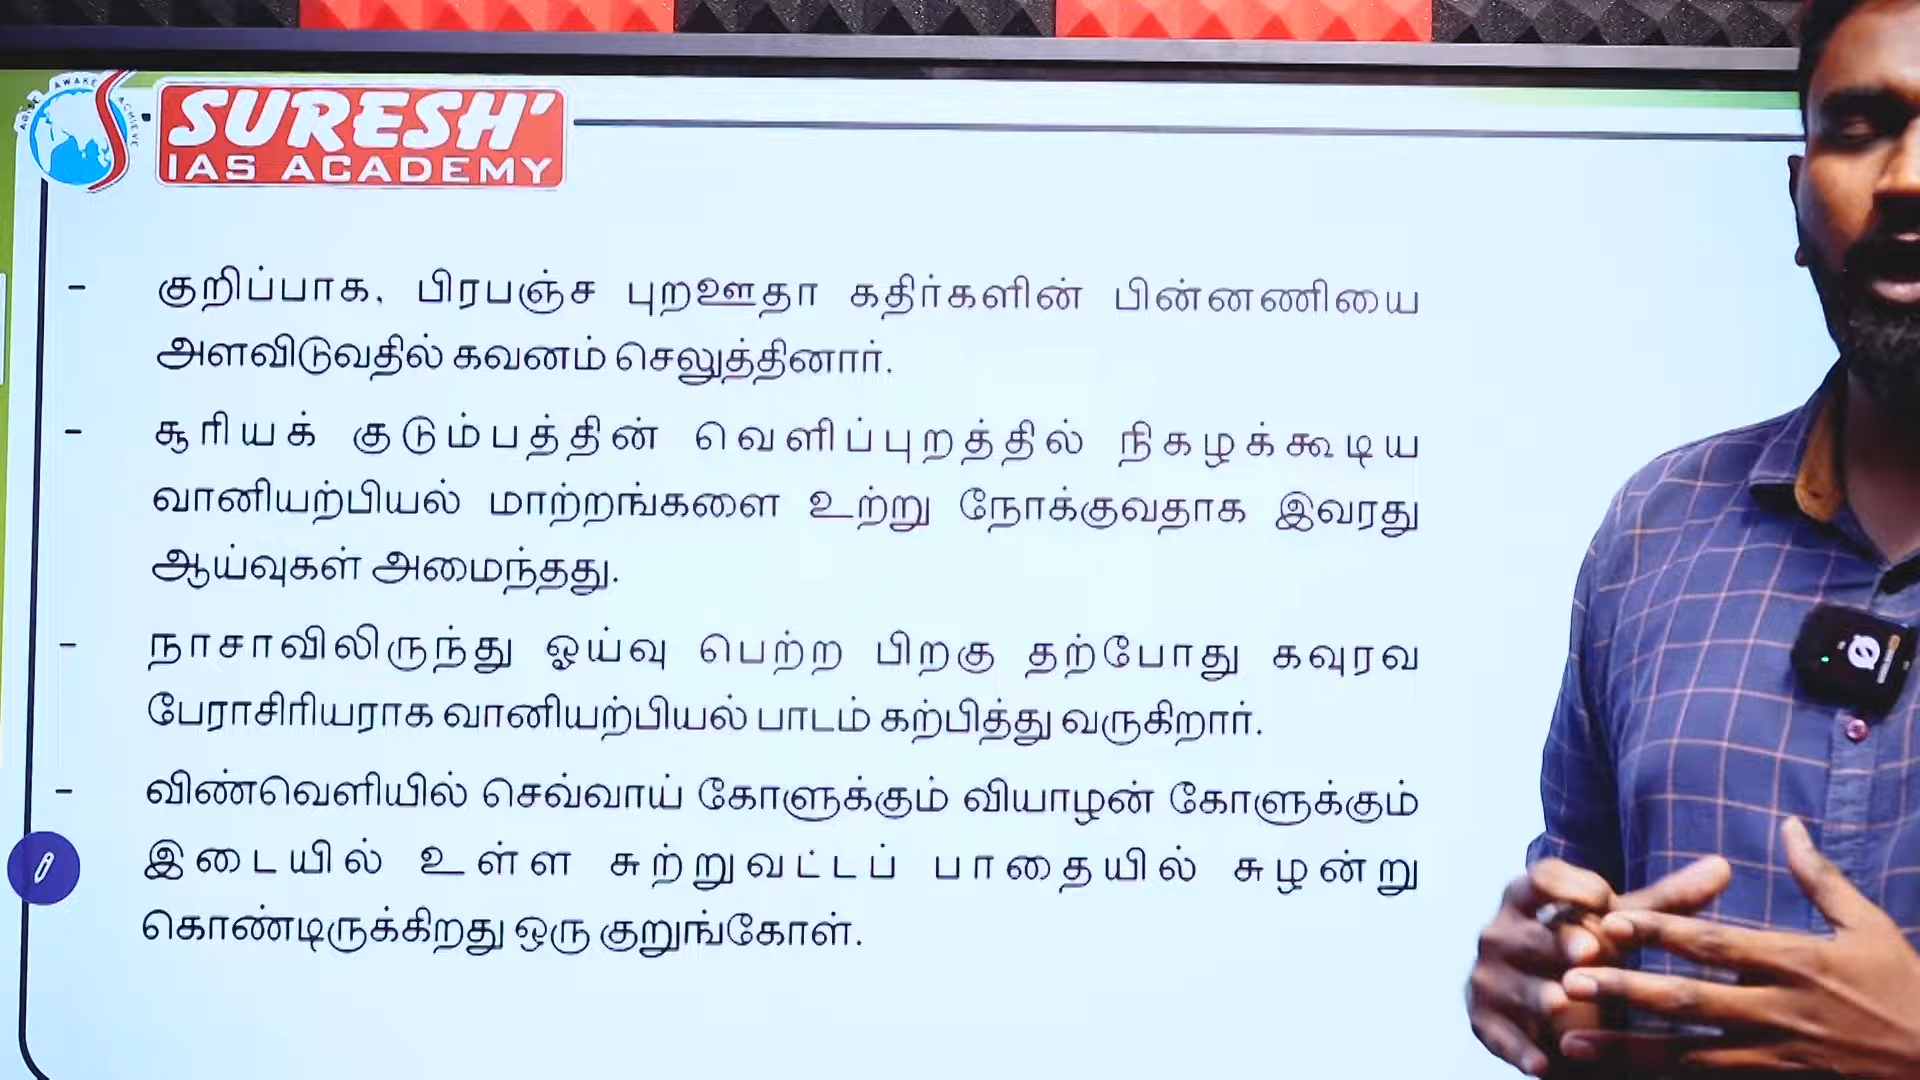 SURESH'
IAS ACADEMY
- குறிப்பாக, பிரபஞ்ச புறஊதா கதிர்களின் பின்னணியை
அளவிடுவதில் கவனம் செலுத்தினார்.
- சூரியக் குடும்பத்தின் வெளிப்புறத்தில் நிகழக்கூடிய
வானியற்பியல் மாற்றங்களை உற்று நோக்குவதாக இவரது
ஆய்வுகள் அமைந்தது.
- நாசாவிலிருந்து ஓய்வு பெற்ற பிறகு தற்போது கவுரவ
பேராசிரியராக வானியற்பியல் பாடம் கற்பித்து வருகிறார்.
- விண்வெளியில் செவ்வாய் கோளுக்கும் வியாழன் கோளுக்கும்
இடையில் உள்ள சுற்றுவட்டப் பாதையில் சுழன்று
கொண்டிருக்கிறது ஒரு குறுங்கோள்.